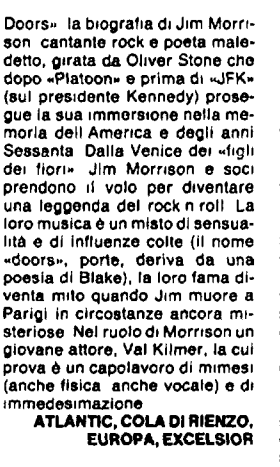 Doors» la biografia di Jim Morri-
son cantante rock e poeta male-
detto, girata da Oliver Stone che
dopo «Platoon» e prima di «JFK»
(sul presidente Kennedy) prose-
gue la sua immersione nella me-
moria dell America e degli anni
Sessanta Dalla Venice dei «figli
dei fiori» Jim Morrison e soci
prendono il volo per diventare
una leggenda del rock n roll La
loro musica è un misto di sensua-
lità e di influenze colte (il nome
«doors», porte, deriva da una
poesia di Blake), la loro fama di-
venta mito quando Jim muore a
Parigi in circostanze ancora mi-
steriose Nel ruolo di Morrison un
giovane attore, Val Kilmer, la cui
prova è un capolavoro di mimesi
(anche fisica anche vocale) e di
immedesimazione
ATLANTIC, COLA DI RIENZO,
EUROPA, EXCELSIOR